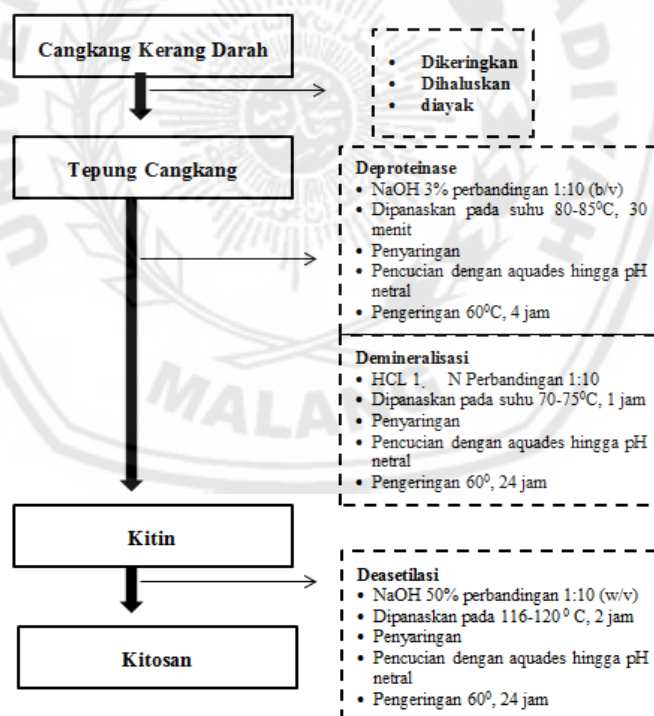 Cangkang Kerang Darah
• Dikeringkan
• Dihaluskan
• diayak
Tepung Cangkang
Deproteinase
• NaOH 3% perbandingan 1:10 (b/v)
• Dipanaskan pada suhu 80-85⁰C, 30
menit
• Penyaringan
• Pencucian dengan aquades hingga pH
netral
• Pengeringan 60⁰C, 4 jam
Demineralisasi
• HCL 1, N Perbandingan 1:10
• Dipanaskan pada suhu 70-75⁰C, 1 jam
• Penyaringan
• Pencucian dengan aquades hingga pH
netral
• Pengeringan 60⁰, 24 jam
MALANG
Kitin
Deasetilasi
• NaOH 50% perbandingan 1:10 (w/v)
• Dipanaskan pada 116-120⁰ C, 2 jam
• Penyaringan
• Pencucian dengan aquades hingga pH
netral
• Pengeringan 60⁰, 24 jam
Kitosan